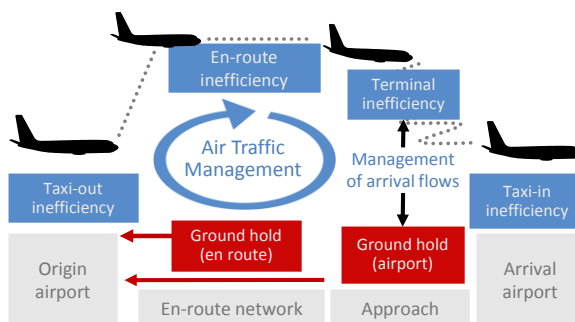 En-route
inefficiency
Terminal
inefficiency
Air Traffic
Management
Management
of arrival flows
Taxi-out
inefficiency
Taxi-in
inefficiency
Ground hold
(en route)
Ground hold
(airport)
Origin
airport
Arrival
airport
En-route network
Approach